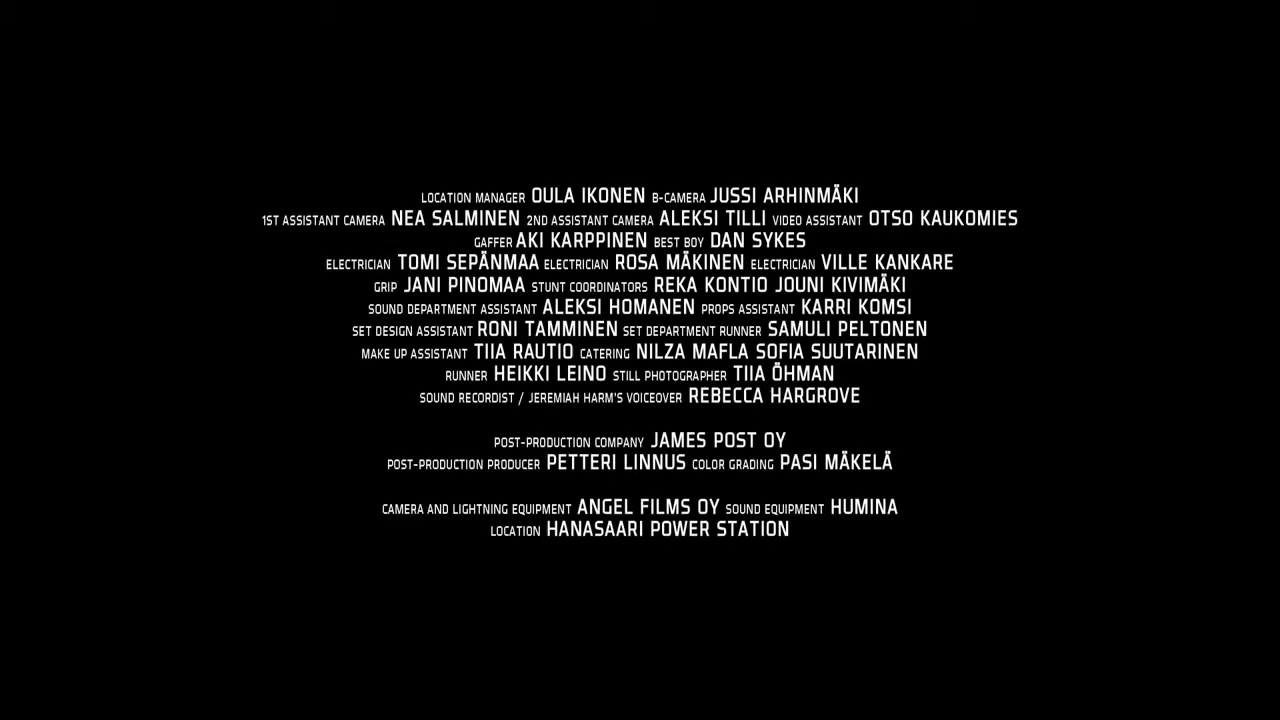 LOCATION MANAGER OULA IKONEN B-CAMERA JUSSI ARHINMÄKI
1ST ASSISTANT CAMERA NEA SALMINEN 2ND ASSISTANT CAMERA ALEKSI TILLI VIDEO ASSISTANT OTSO KAUKOMIES
GAFFER AKI KARPPINEN BEST BOY DAN SYKES
ELECTRICIAN TOMI SEPÄNMAA ELECTRICIAN ROSA MÄKINEN ELECTRICIAN VILLE KANKARE
GRIP JANI PINOMAA STUNT COORDINATORS REKA KONTIO JOUNI KIVIMÄKI
SOUND DEPARTMENT ASSISTANT ALEKSI HOMANEN PROPS ASSISTANT KARRI KOMSI
SET DESIGN ASSISTANT RONI TAMMINEN SET DEPARTMENT RUNNER SAMULI PELTONEN
MAKE UP ASSISTANT TIIA RAUTIO CATERING NILZA MAFLA SOFIA SUUTARINEN
RUNNER HEIKKI LEINO STILL PHOTOGRAPHER TIIA ÖHMAN
SOUND RECORDIST / JEREMIAH HARM'S VOICEOVER REBECCA HARGROVE
POST-PRODUCTION COMPANY JAMES POST OY
POST-PRODUCTION PRODUCER PETTERI LINNUS COLOR GRADING PASI MÄKELÄ
CAMERA AND LIGHTNING EQUIPMENT ANGEL FILMS OY SOUND EQUIPMENT HUMINA
LOCATION HANASAARI POWER STATION